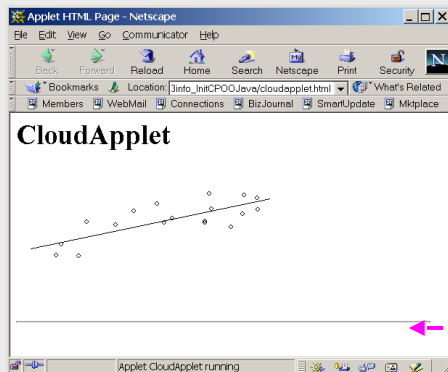 Applet HTML Page - Netscape
File Edit View Go Communicator Help
Back Forward Reload Home Search Netscape Print Security N
Bookmarks Location: 3info_InitCPOOJava/cloudapplet.html What's Related
Members WebMail Connections BizJournal SmartUpdate Mktplace
CloudApplet
Applet CloudApplet running